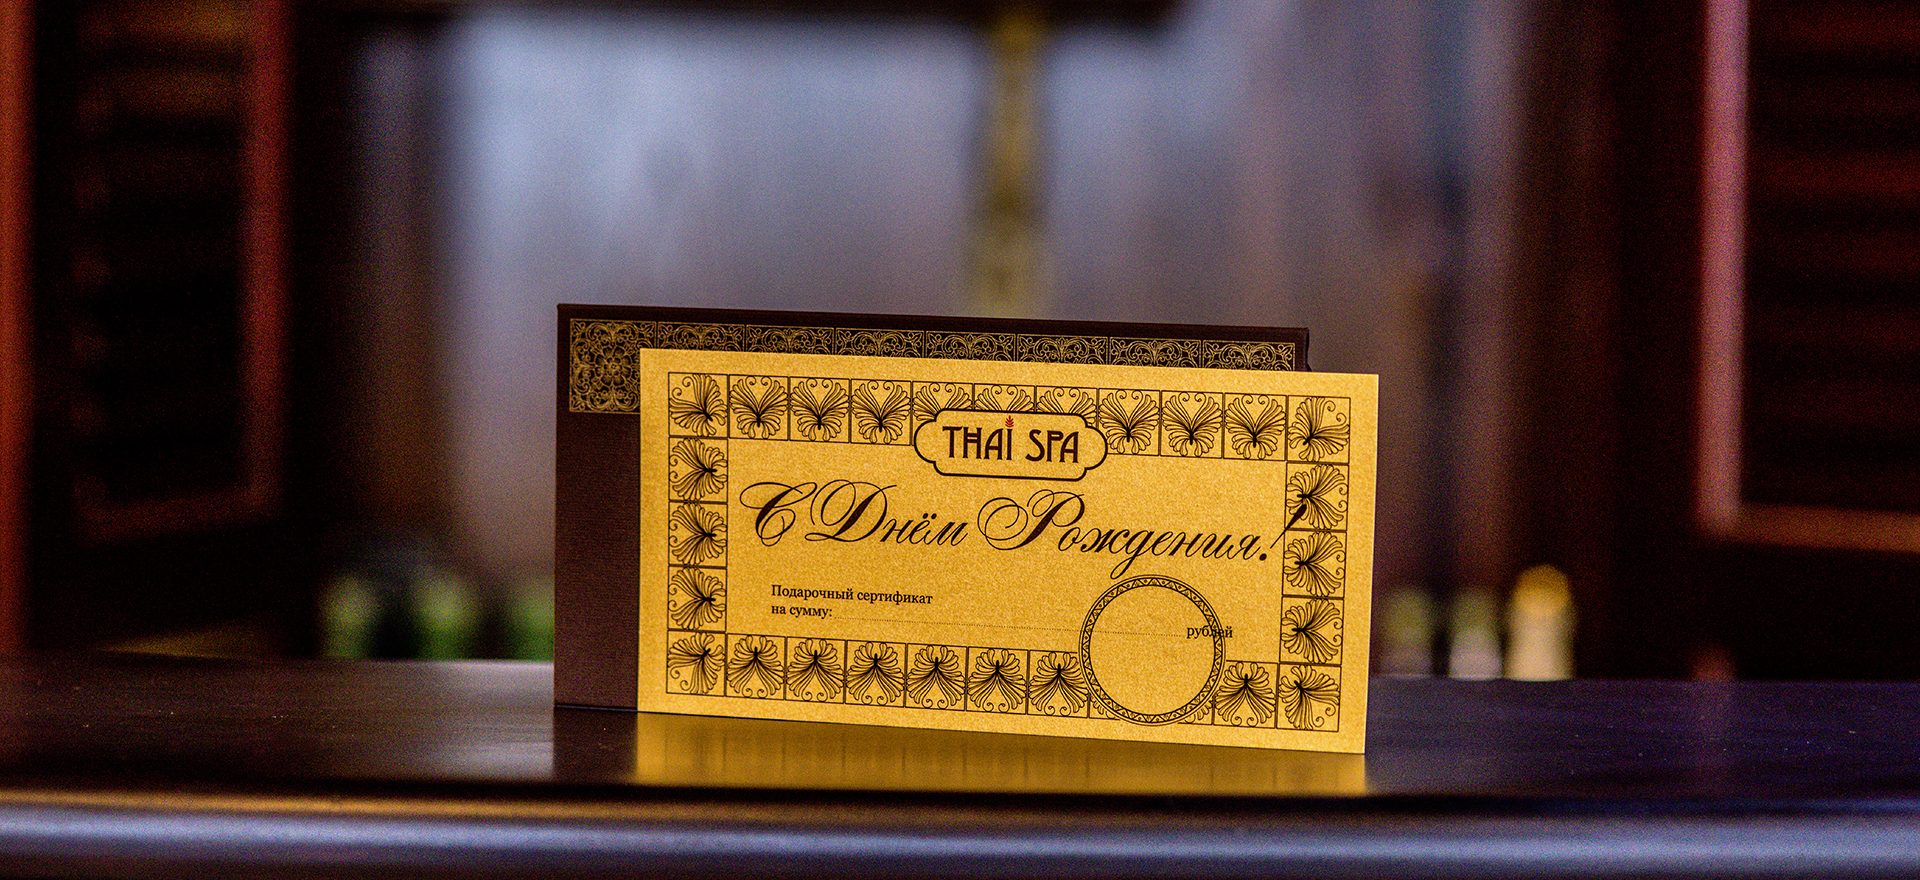 THAI SPA
С Днём Рождения!
Подарочный сертификат
на сумму: рублей